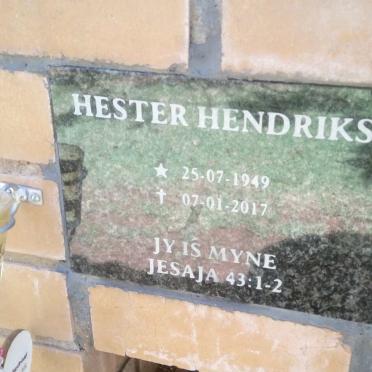 HESTER HENDRIKS
★ 25-07-1949
† 07-01-2017
JY IS MYNE
JESAJA 43:1-2